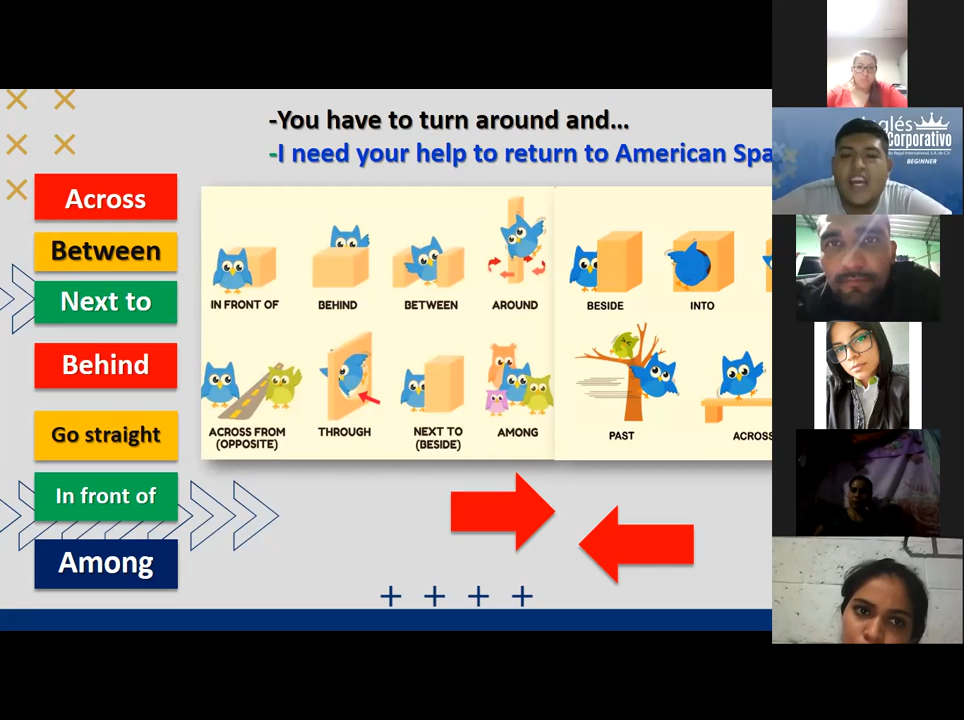 -You have to turn around and...
-I need your help to return to American Spa
Across
Between
Next to
Behind
Go straight
In front of
Among
IN FRONT OF
BEHIND
BETWEEN
AROUND
BESIDE
INTO
ACROSS FROM
(OPPOSITE)
THROUGH
NEXT TO
(BESIDE)
AMONG
PAST
ACROSS
Inglés
Corporativo
BEGINNER